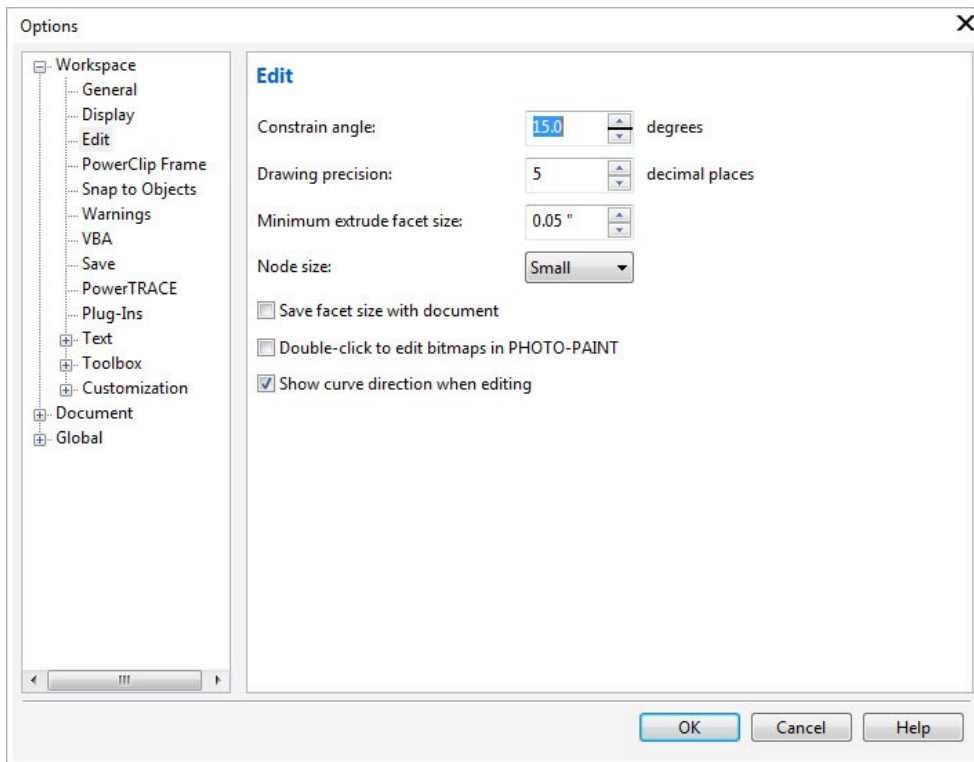 Options
Workspace
General
Display
Edit
PowerClip Frame
Snap to Objects
Warnings
VBA
Save
PowerTRACE
Plug-Ins
Text
Toolbox
Customization
Document
Global
Edit
Constrain angle: 15.0 degrees
Drawing precision: 5 decimal places
Minimum extrude facet size: 0.05 "
Node size: Small
Save facet size with document
Double-click to edit bitmaps in PHOTO-PAINT
Show curve direction when editing
OK Cancel Help